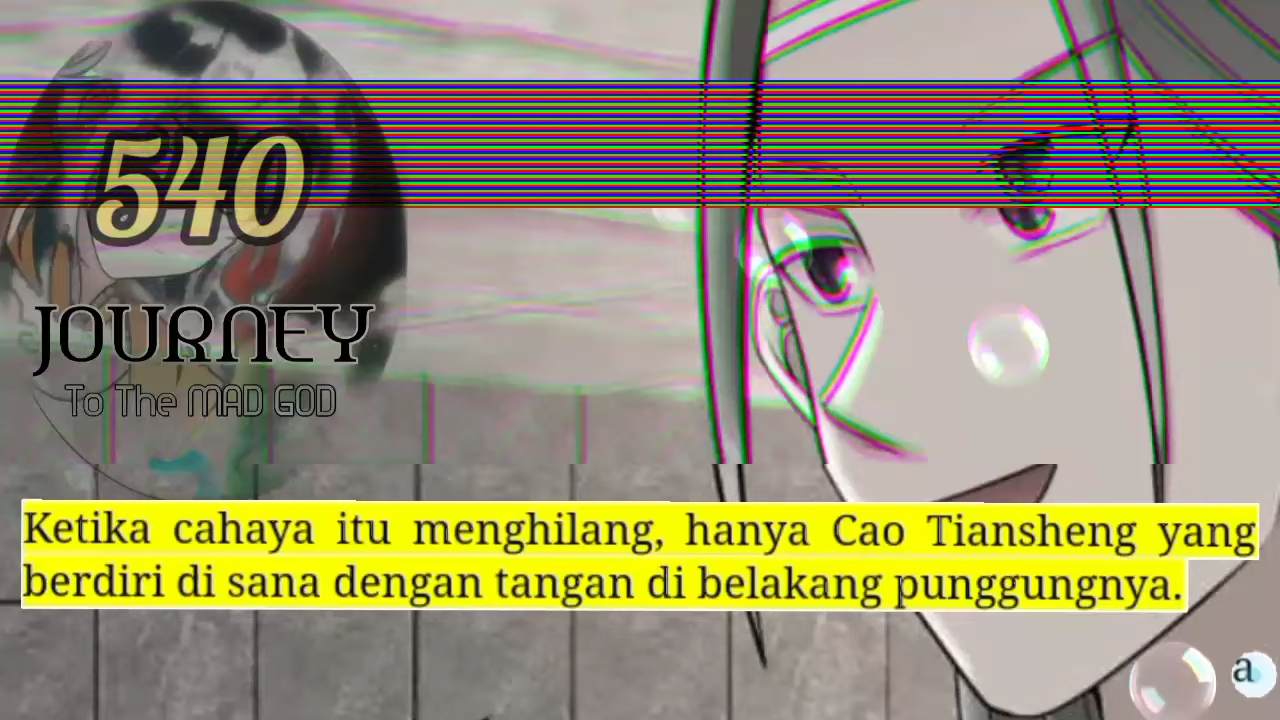 540
JOURNEY
To The MAD GOD
Ketika cahaya itu menghilang, hanya Cao Tiansheng yang
berdiri di sana dengan tangan di belakang punggungnya.
a